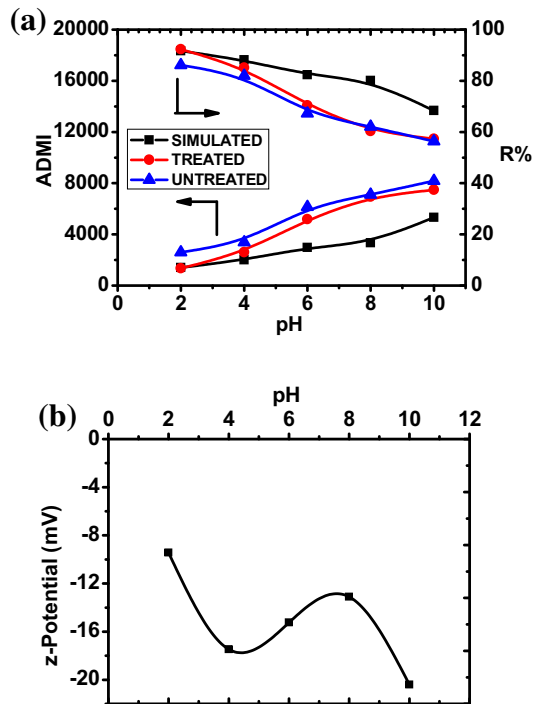 (a)
20000
16000
12000
8000
4000
0
ADMI
100
80
60
40
20
0
R%
SIMULATED
TREATED
UNTREATED
0 2 4 6 8 10
pH
(b)
pH
0 2 4 6 8 10 12
0
-4
-8
-12
-16
-20
z-Potential (mV)